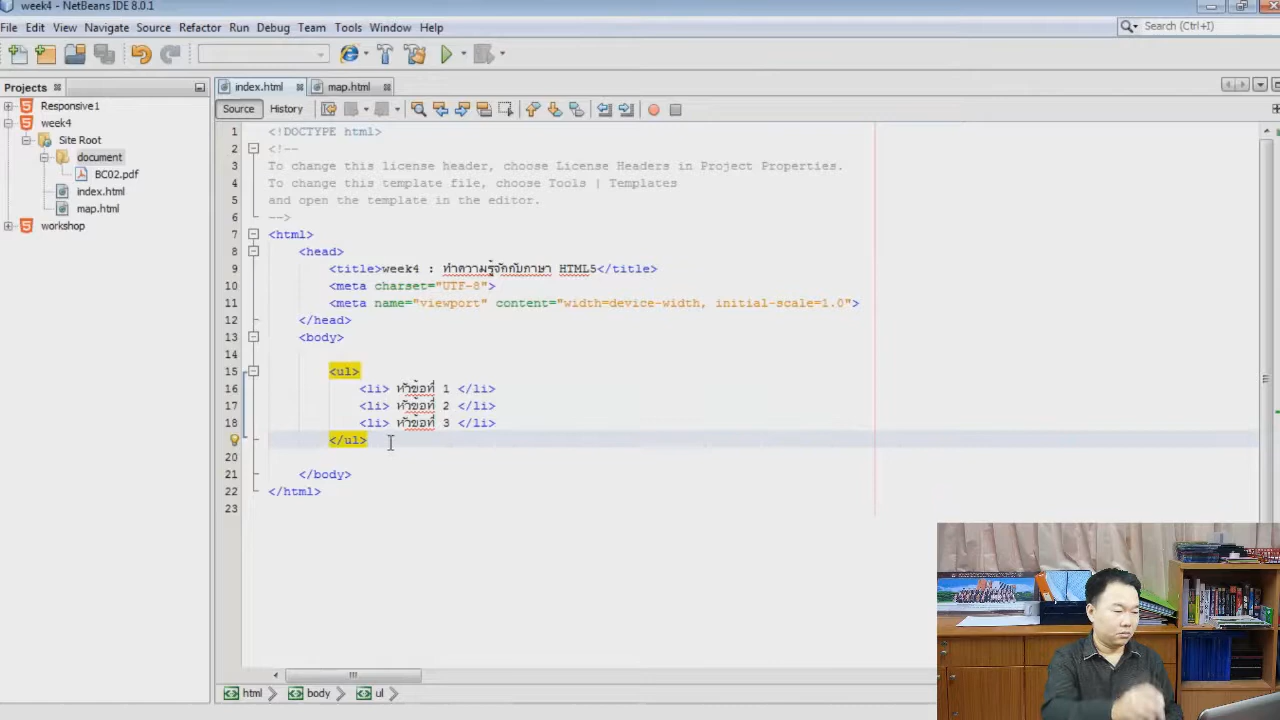 week4 - NetBeans IDE 8.0.1
File Edit View Navigate Source Refactor Run Debug Team Tools Window Help
Search (Ctrl+I)
Projects
index.html
map.html
Source History
Responsive1
week4
Site Root
document
BC02.pdf
index.html
map.html
workshop
1 <!DOCTYPE html>
2 <!--
3 To change this license header, choose License Headers in Project Properties.
4 To change this template file, choose Tools | Templates
5 and open the template in the editor.
6 -->
7 <html>
8 <head>
9 <title>week4 : ทำความรู้จักกับภาษา HTML5</title>
10 <meta charset="UTF-8">
11 <meta name="viewport" content="width=device-width, initial-scale=1.0">
12 </head>
13 <body>
14
15 <ul>
16 <li> หัวข้อที่ 1 </li>
17 <li> หัวข้อที่ 2 </li>
18 <li> หัวข้อที่ 3 </li>
</ul>
20
21 </body>
22 </html>
23
html body ul